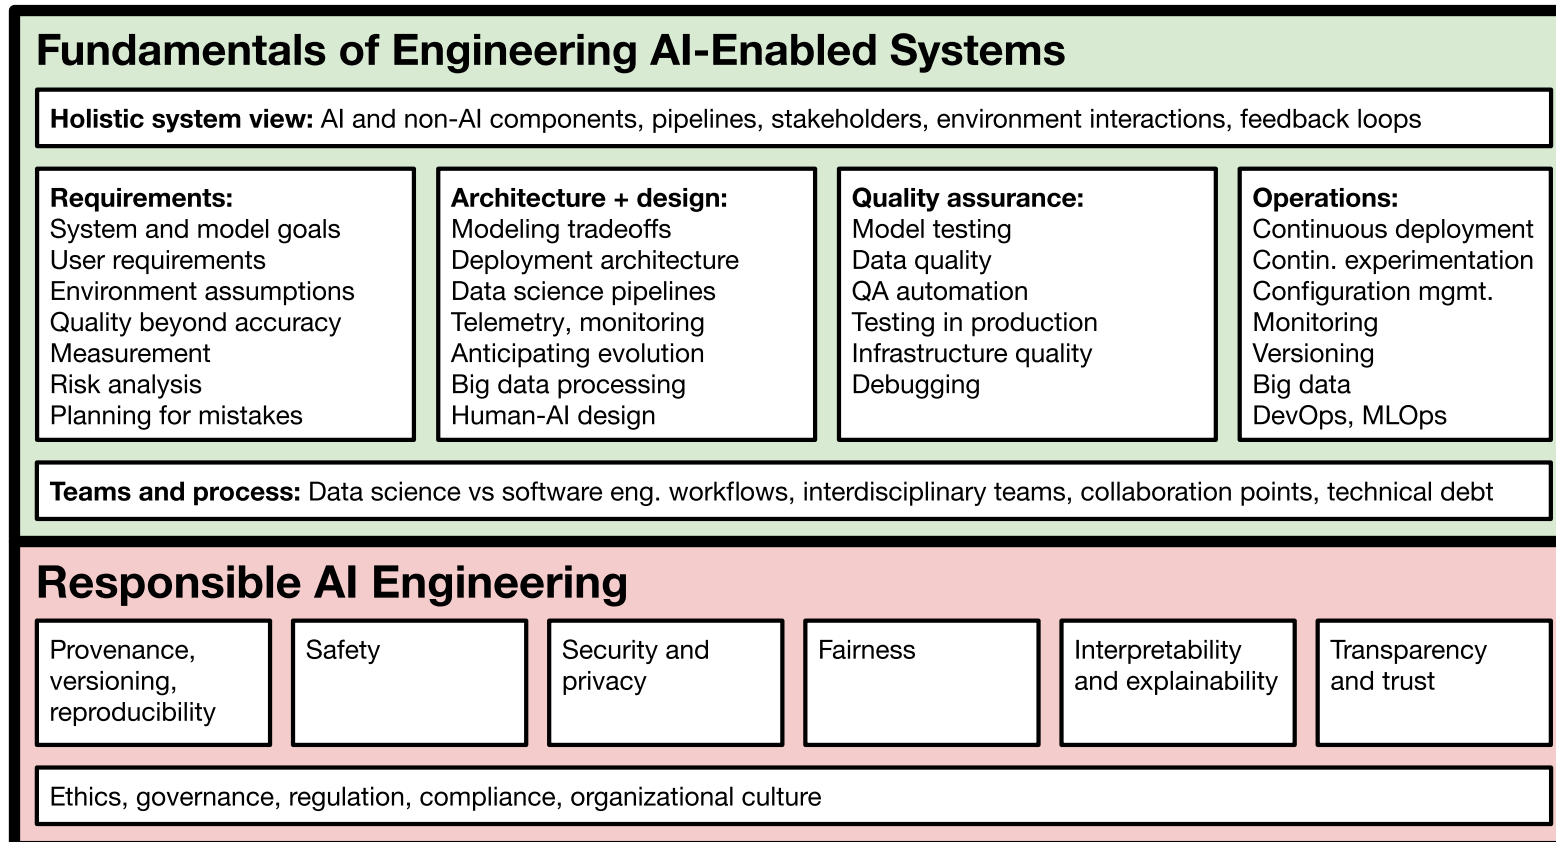 Fundamentals of Engineering AI-Enabled Systems
Holistic system view: AI and non-AI components, pipelines, stakeholders, environment interactions, feedback loops
Requirements:
System and model goals
User requirements
Environment assumptions
Quality beyond accuracy
Measurement
Risk analysis
Planning for mistakes
Architecture + design:
Modeling tradeoffs
Deployment architecture
Data science pipelines
Telemetry, monitoring
Anticipating evolution
Big data processing
Human-AI design
Quality assurance:
Model testing
Data quality
QA automation
Testing in production
Infrastructure quality
Debugging
Operations:
Continuous deployment
Contin. experimentation
Configuration mgmt.
Monitoring
Versioning
Big data
DevOps, MLOps
Teams and process: Data science vs software eng. workflows, interdisciplinary teams, collaboration points, technical debt
Responsible AI Engineering
Provenance,
versioning,
reproducibility
Safety
Security and
privacy
Fairness
Interpretability
and explainability
Transparency
and trust
Ethics, governance, regulation, compliance, organizational culture